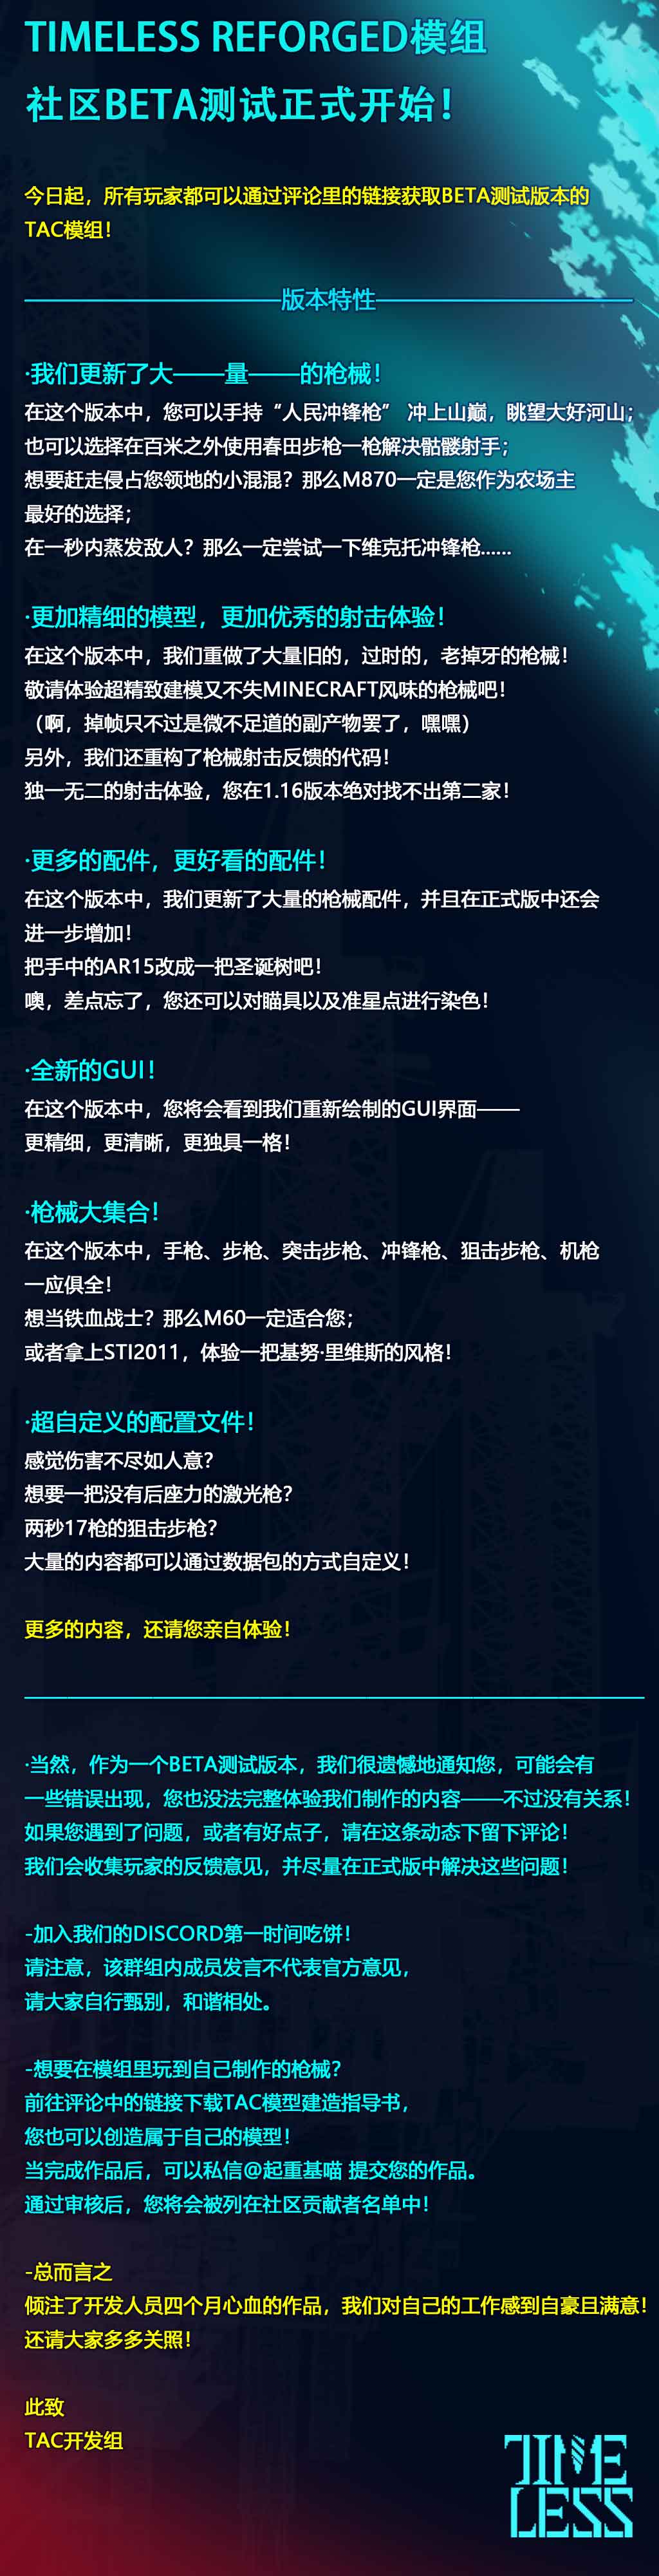 TIMELESS REFORGED模组
社区BETA测试正式开始！
今日起，所有玩家都可以通过评论里的链接获取BETA测试版本的
TAC模组！
————————————版本特性————————————
·我们更新了大——量——的枪械！
在这个版本中，您可以手持“人民冲锋枪” 冲上山巅，眺望大好河山；
也可以选择在百米之外使用春田步枪一枪解决骷髅射手；
想要赶走侵占您领地的小混混？那么M870一定是您作为农场主
最好的选择；
在一秒内蒸发敌人？那么一定尝试一下维克托冲锋枪......
·更加精细的模型，更加优秀的射击体验！
在这个版本中，我们重做了大量旧的，过时的，老掉牙的枪械！
敬请体验超精致建模又不失MINECRAFT风味的枪械吧！
（啊，掉帧只不过是微不足道的副产物罢了，嘿嘿）
另外，我们还重构了枪械射击反馈的代码！
独一无二的射击体验，您在1.16版本绝对找不出第二家！
·更多的配件，更好看的配件！
在这个版本中，我们更新了大量的枪械配件，并且在正式版中还会
进一步增加！
把手中的AR15改成一把圣诞树吧！
噢，差点忘了，您还可以对瞄具以及准星点进行染色！
·全新的GUI！
在这个版本中，您将会看到我们重新绘制的GUI界面——
更精细，更清晰，更独具一格！
·枪械大集合！
在这个版本中，手枪、步枪、突击步枪、冲锋枪、狙击步枪、机枪
一应俱全！
想当铁血战士？那么M60一定适合您；
或者拿上STI2011，体验一把基努·里维斯的风格！
·超自定义的配置文件！
感觉伤害不尽如人意？
想要一把没有后座力的激光枪？
两秒17枪的狙击步枪？
大量的内容都可以通过数据包的方式自定义！
更多的内容，还请您亲自体验！
·当然，作为一个BETA测试版本，我们很遗憾地通知您，可能会有
一些错误出现，您也没法完整体验我们制作的内容——不过没有关系！
如果您遇到了问题，或者有好点子，请在这条动态下留下评论！
我们会收集玩家的反馈意见，并尽量在正式版中解决这些问题！
-加入我们的DISCORD第一时间吃饼！
请注意，该群组内成员发言不代表官方意见，
请大家自行甄别，和谐相处。
-想要在模组里玩到自己制作的枪械？
前往评论中的链接下载TAC模型建造指导书，
您也可以创造属于自己的模型！
当完成作品后，可以私信@起重基喵 提交您的作品。
通过审核后，您将会被列在社区贡献者名单中！
-总而言之
倾注了开发人员四个月心血的作品，我们对自己的工作感到自豪且满意！
还请大家多多关照！
此致
TAC开发组
TIME
LESS